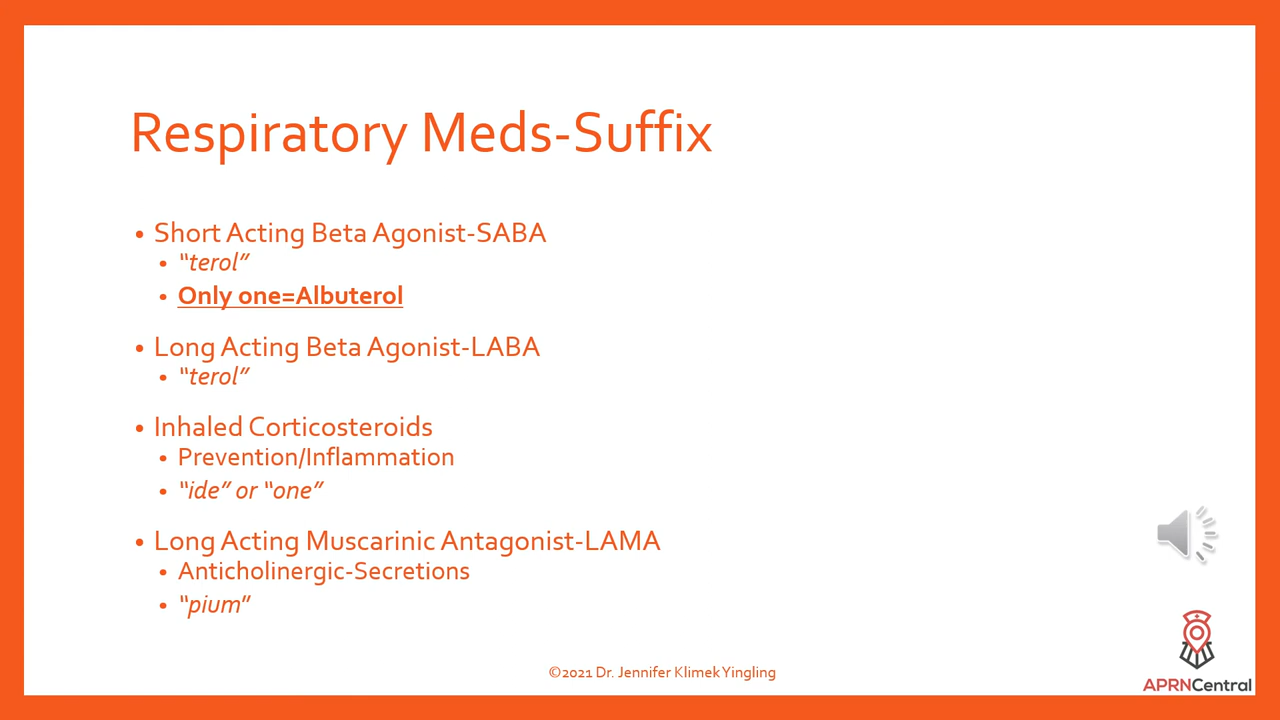 Respiratory Meds-Suffix
• Short Acting Beta Agonist-SABA
• “terol”
• Only one=Albuterol
• Long Acting Beta Agonist-LABA
• “terol”
• Inhaled Corticosteroids
• Prevention/Inflammation
• “ide” or “one”
• Long Acting Muscarinic Antagonist-LAMA
• Anticholinergic-Secretions
• “pium”
©2021 Dr. Jennifer Klimek Yingling
APRNCentral